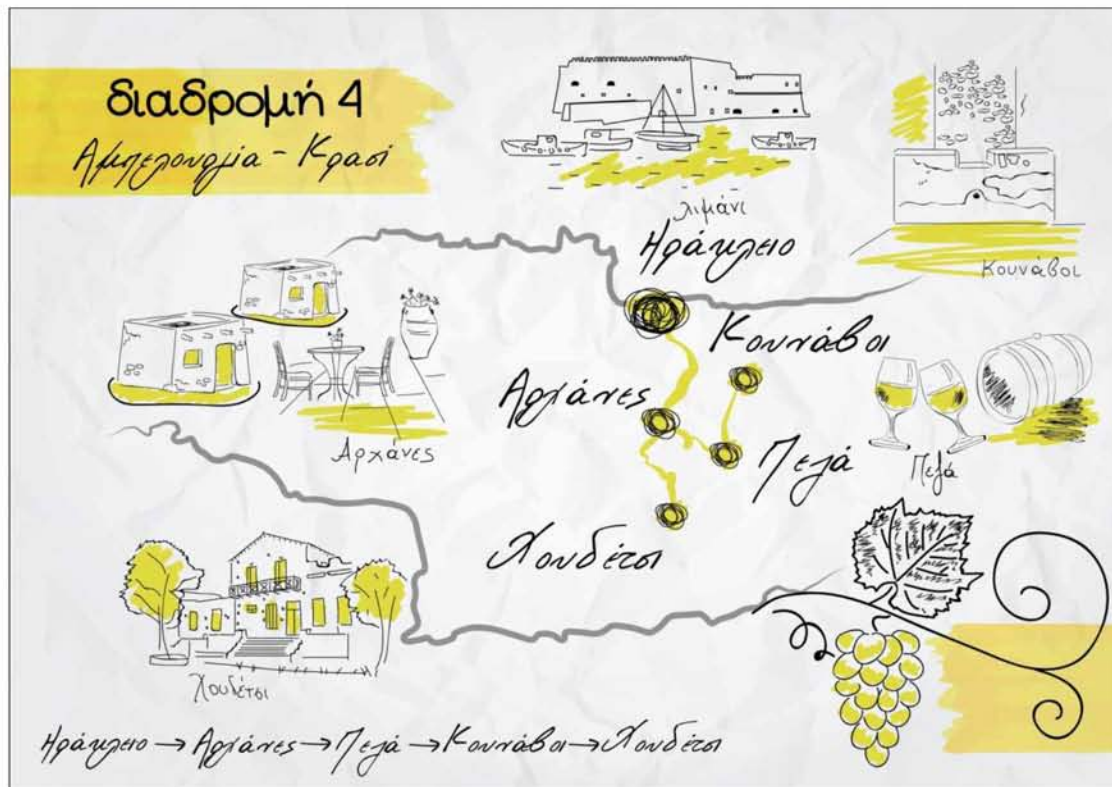 διαδρομή 4
Αμπελουργία - Κρασί
λιμάνι
Ηράκλειο
Κουνάβοι
Κουνάβοι
Αρχάνες
Αρχάνες
Πεζά
Πεζά
Χουδέτσι
Χουδέτσι
Ηράκλειο → Αρχάνες → Πεζά → Κουνάβοι → Χουδέτσι